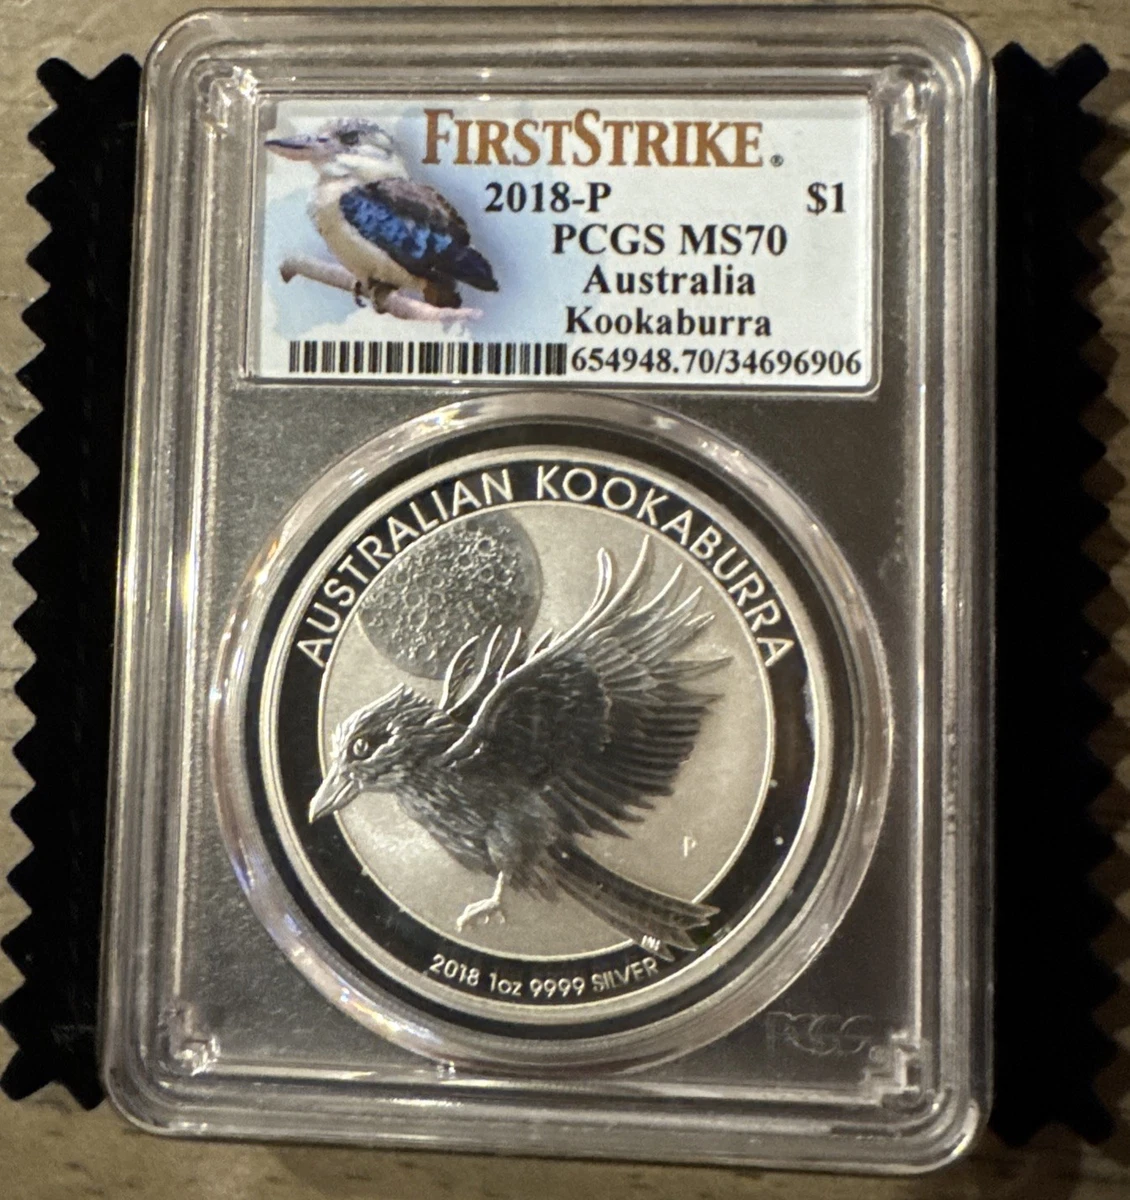 FIRSTSTRIKE®
2018-P $1
PCGS MS70
Australia
Kookaburra
654948.70/34696906
AUSTRALIAN KOOKABURRA
P
2018 1oz 9999 SILVER
PCGS